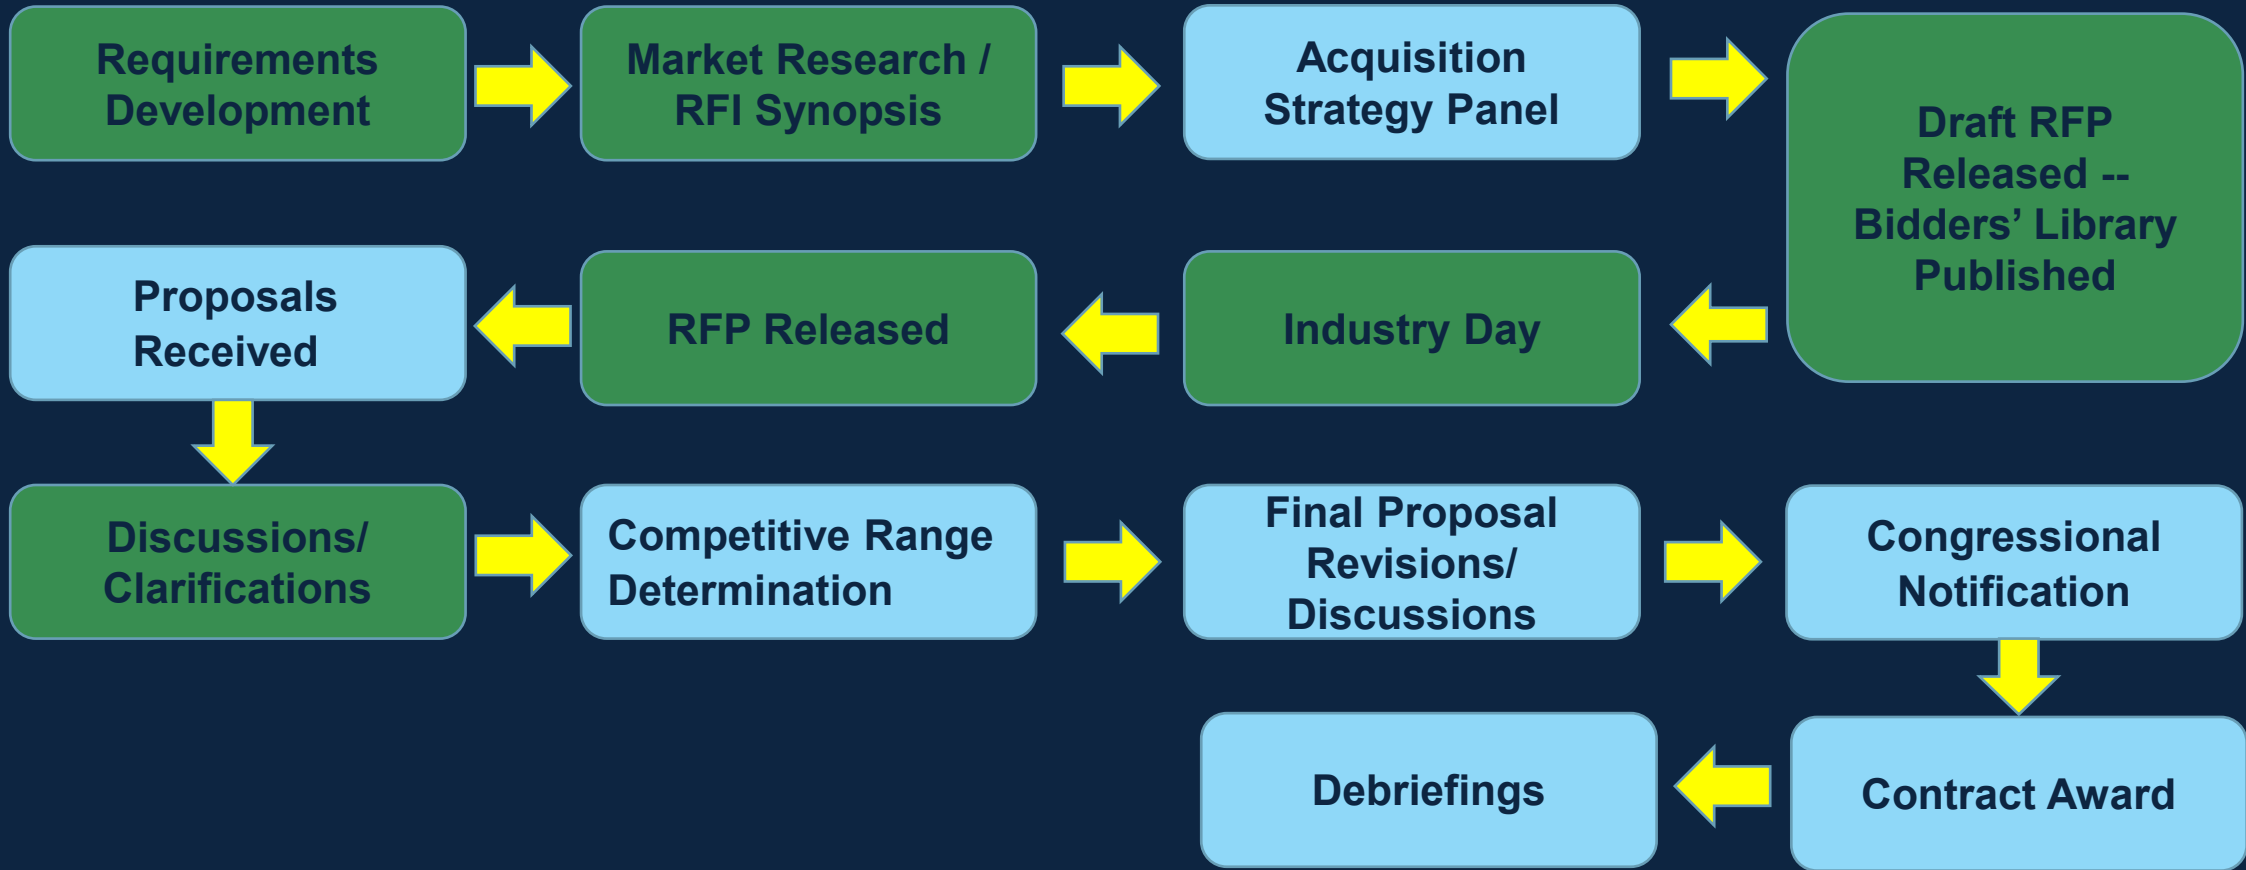 Requirements
Development
Market Research /
RFI Synopsis
Acquisition
Strategy Panel
Draft RFP
Released --
Bidders’ Library
Published
Industry Day
RFP Released
Proposals
Received
Discussions/
Clarifications
Competitive Range
Determination
Final Proposal
Revisions/
Discussions
Congressional
Notification
Contract Award
Debriefings